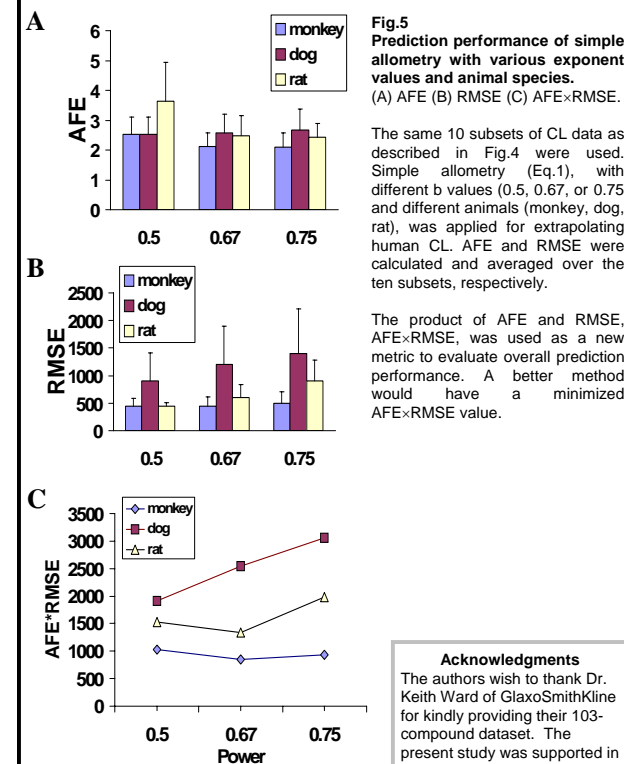 A
AFE
6
5
4
3
2
1
0
monkey
dog
rat
0.5 0.67 0.75
B
RMSE
2500
2000
1500
1000
500
0
monkey
dog
rat
0.5 0.67 0.75
C
AFE*RMSE
3500
3000
2500
2000
1500
1000
500
0
monkey
dog
rat
0.5 0.67 0.75
Power
Fig.5
Prediction performance of simple
allometry with various exponent
values and animal species.
(A) AFE (B) RMSE (C) AFE×RMSE.
The same 10 subsets of CL data as
described in Fig.4 were used.
Simple allometry (Eq.1), with
different b values (0.5, 0.67, or 0.75
and different animals (monkey, dog,
rat), was applied for extrapolating
human CL. AFE and RMSE were
calculated and averaged over the
ten subsets, respectively.
The product of AFE and RMSE,
AFE×RMSE, was used as a new
metric to evaluate overall prediction
performance. A better method
would have a minimized
AFE×RMSE value.
Acknowledgments
The authors wish to thank Dr.
Keith Ward of GlaxoSmithKline
for kindly providing their 103-
compound dataset. The
present study was supported in